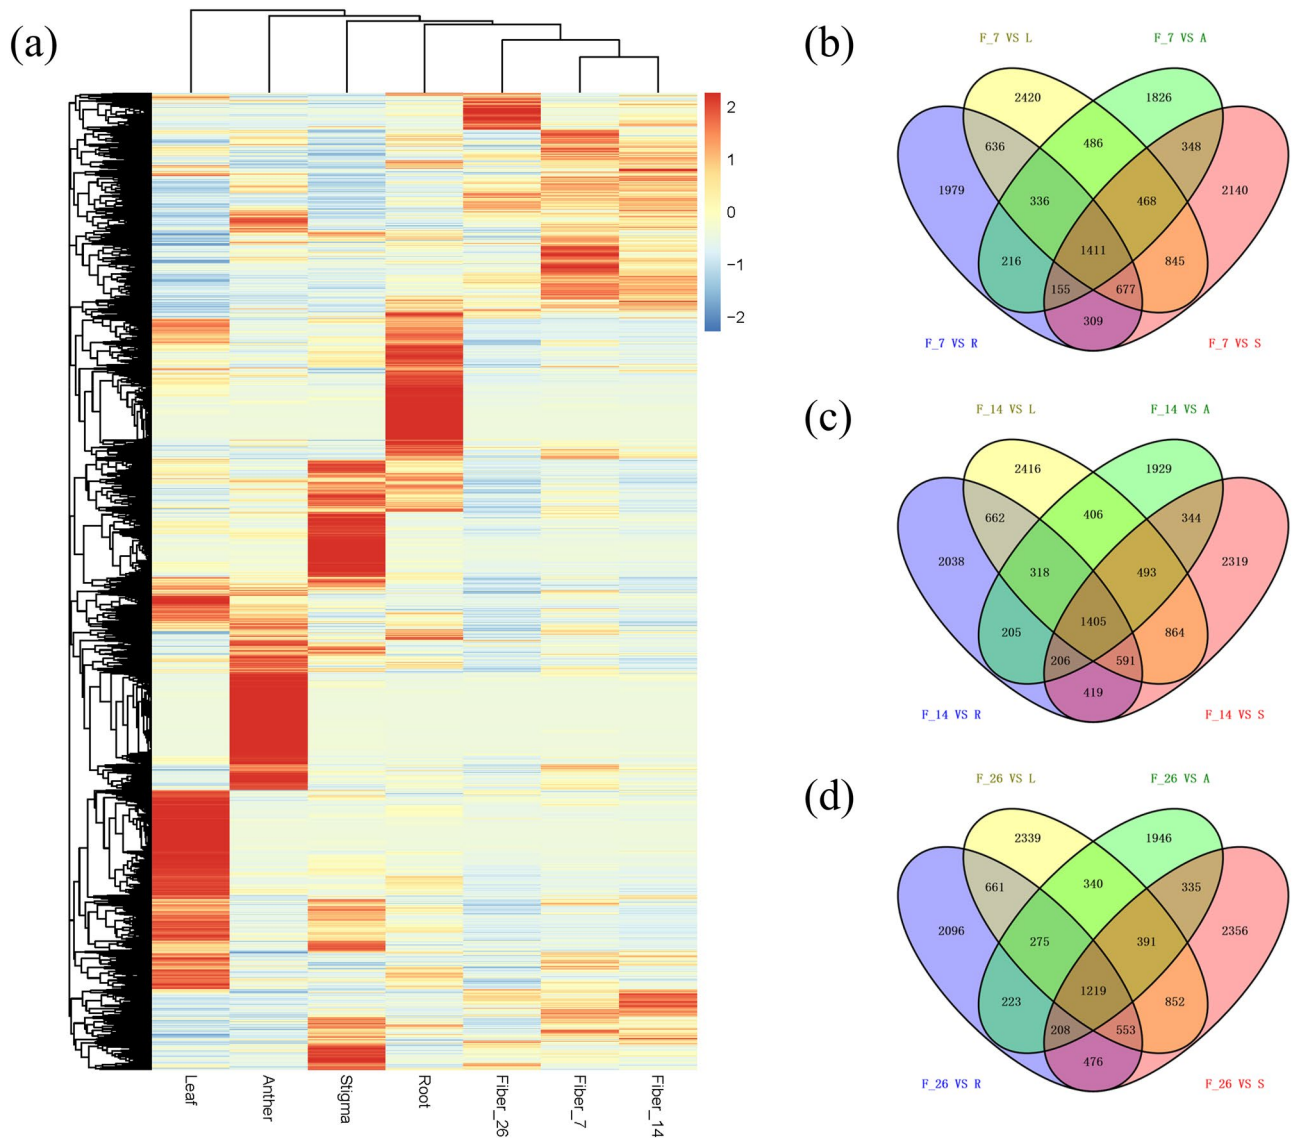 (a)
2
1
0
−1
−2
Leaf
Anther
Stigma
Root
Fiber_26
Fiber_7
Fiber_14
(b)
F_7 VS L
F_7 VS A
2420
1826
636
486
348
1979
336
468
2140
1411
216
845
155
677
309
F_7 VS R
F_7 VS S
(c)
F_14 VS L
F_14 VS A
2416
1929
662
406
344
2038
318
493
2319
1405
205
864
206
591
419
F_14 VS R
F_14 VS S
(d)
F_26 VS L
F_26 VS A
2339
1946
661
340
335
2096
275
391
2356
1219
223
852
208
553
476
F_26 VS R
F_26 VS S